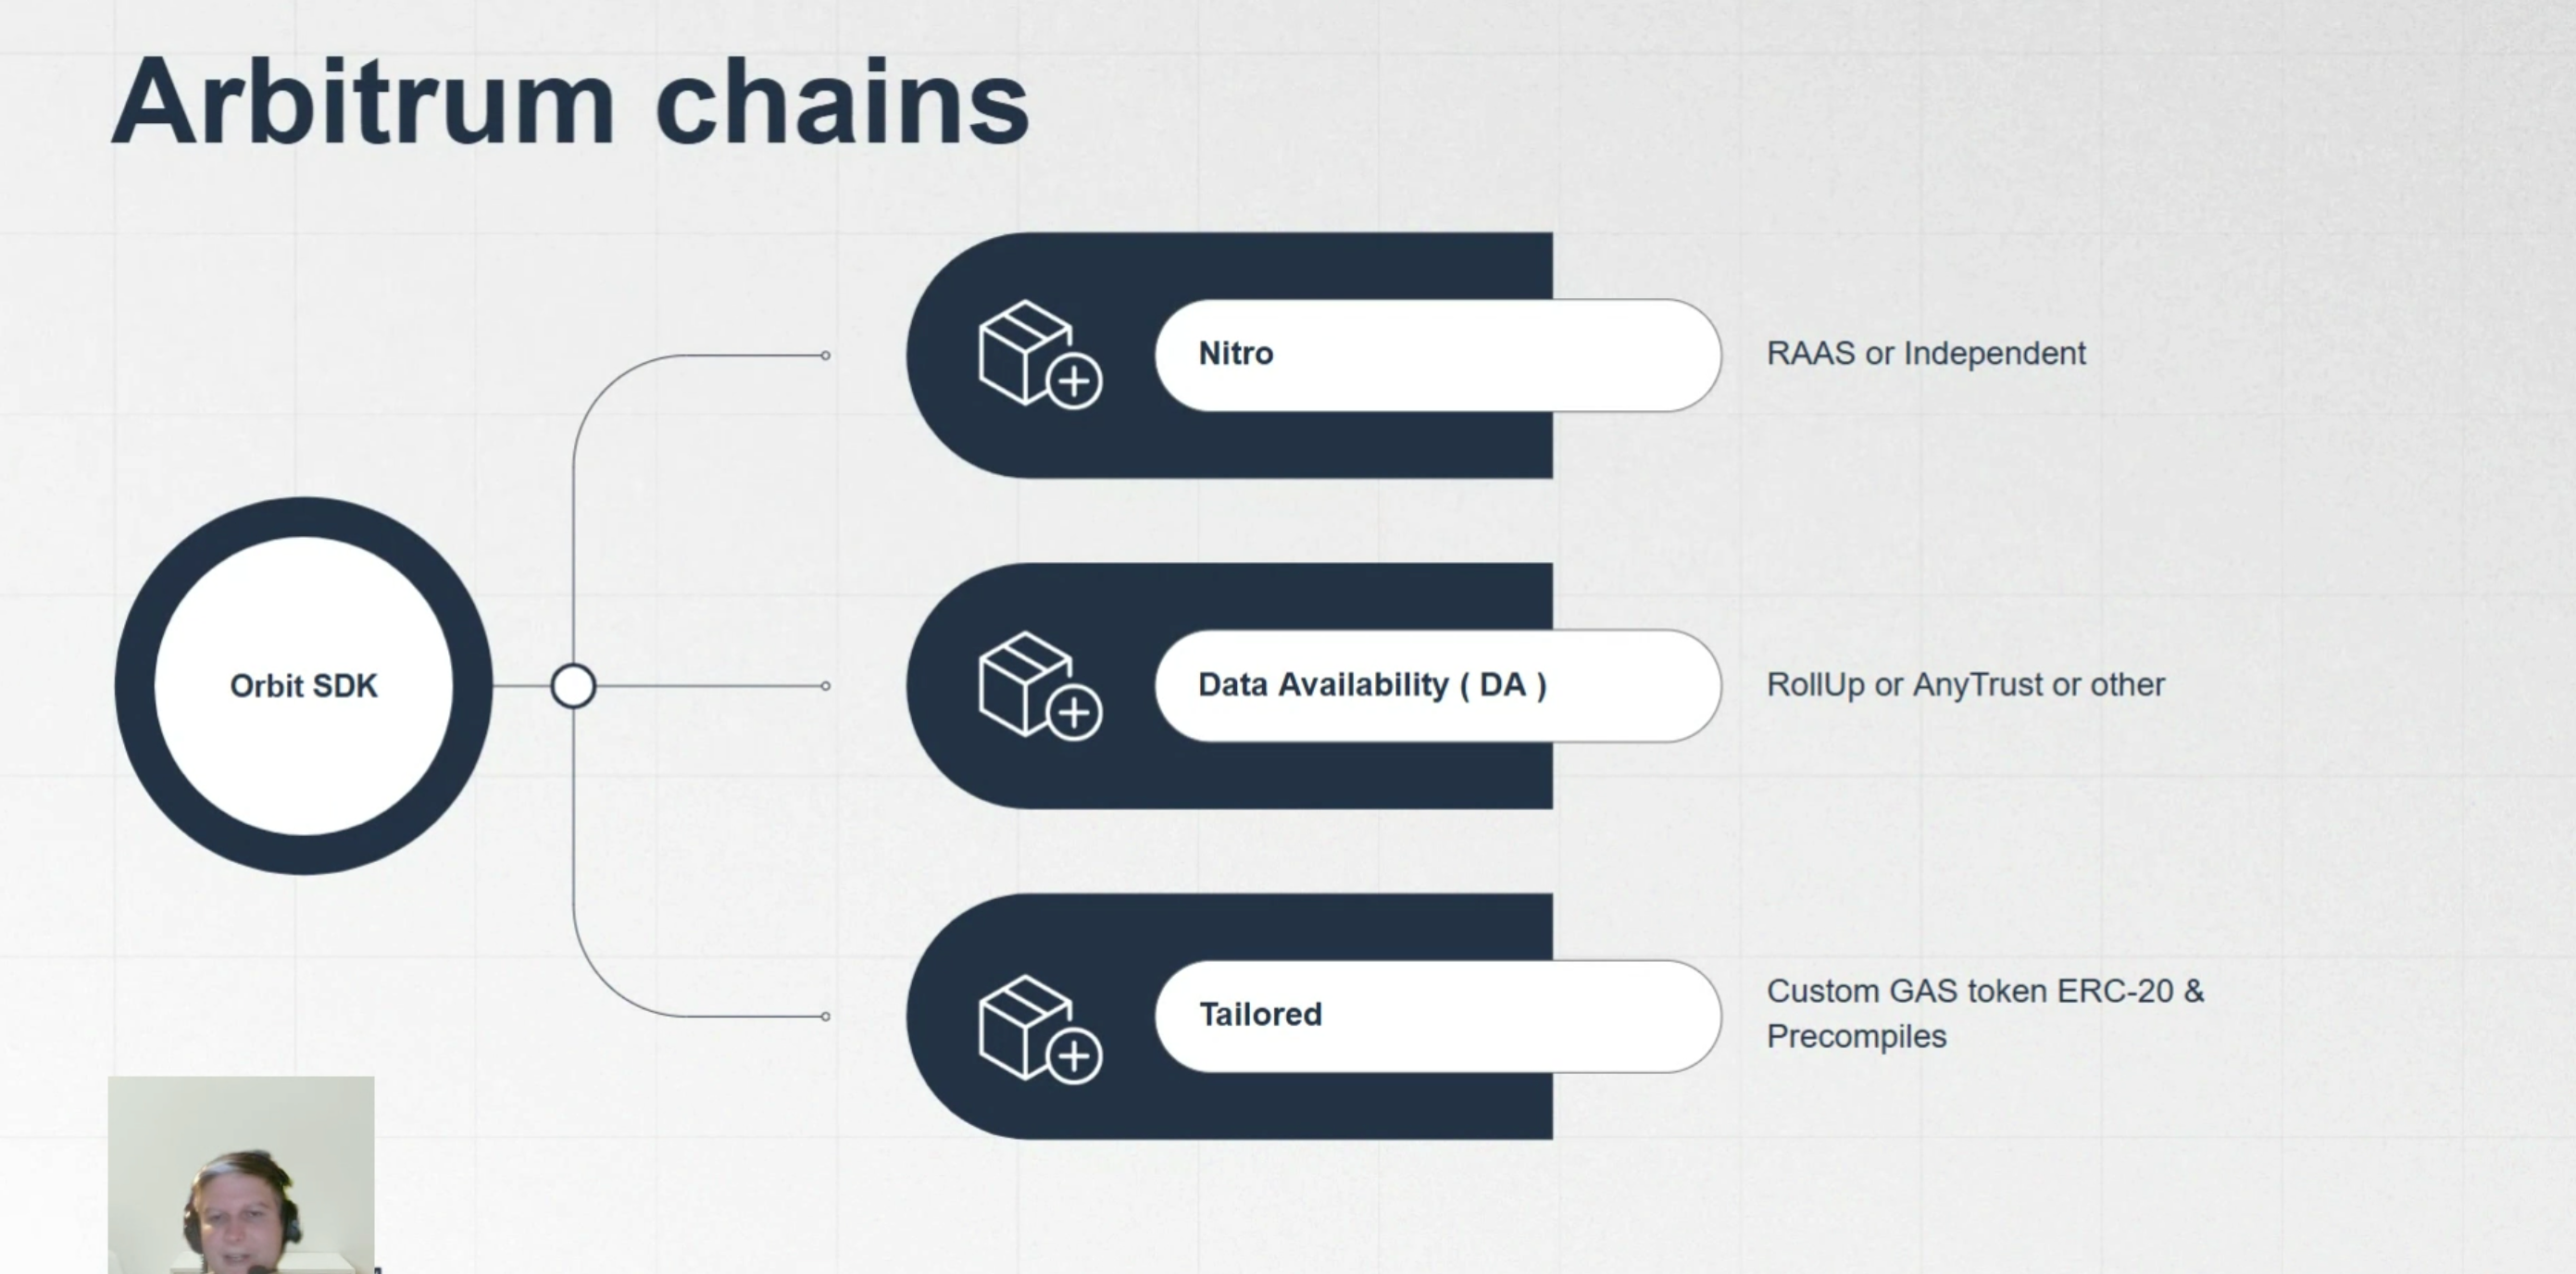 Arbitrum chains
Nitro
RAAS or Independent
Orbit SDK
Data Availability ( DA )
RollUp or AnyTrust or other
Tailored
Custom GAS token ERC-20 &
Precompiles